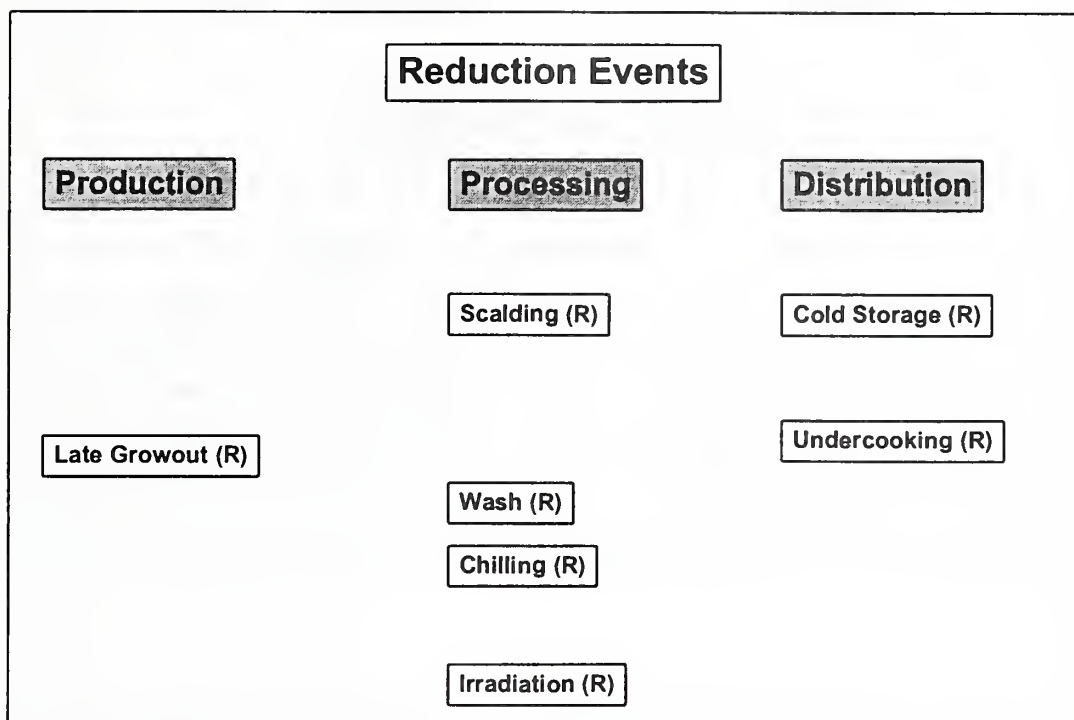 Reduction Events
Production
Processing
Distribution
Scalding (R)
Cold Storage (R)
Late Growout (R)
Undercooking (R)
Wash (R)
Chilling (R)
Irradiation (R)